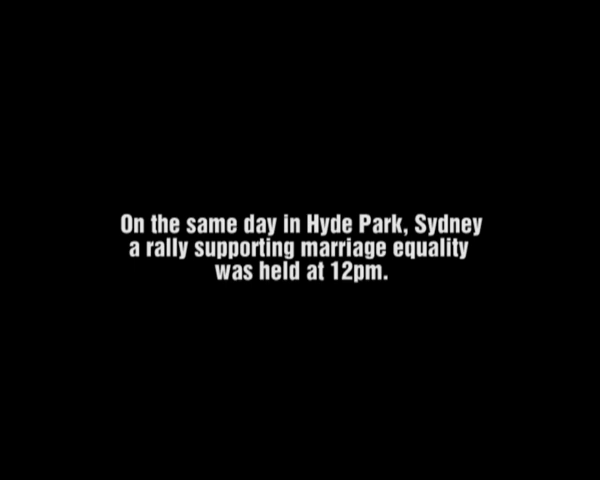 On the same day in Hyde Park, Sydney
a rally supporting marriage equality
was held at 12pm.